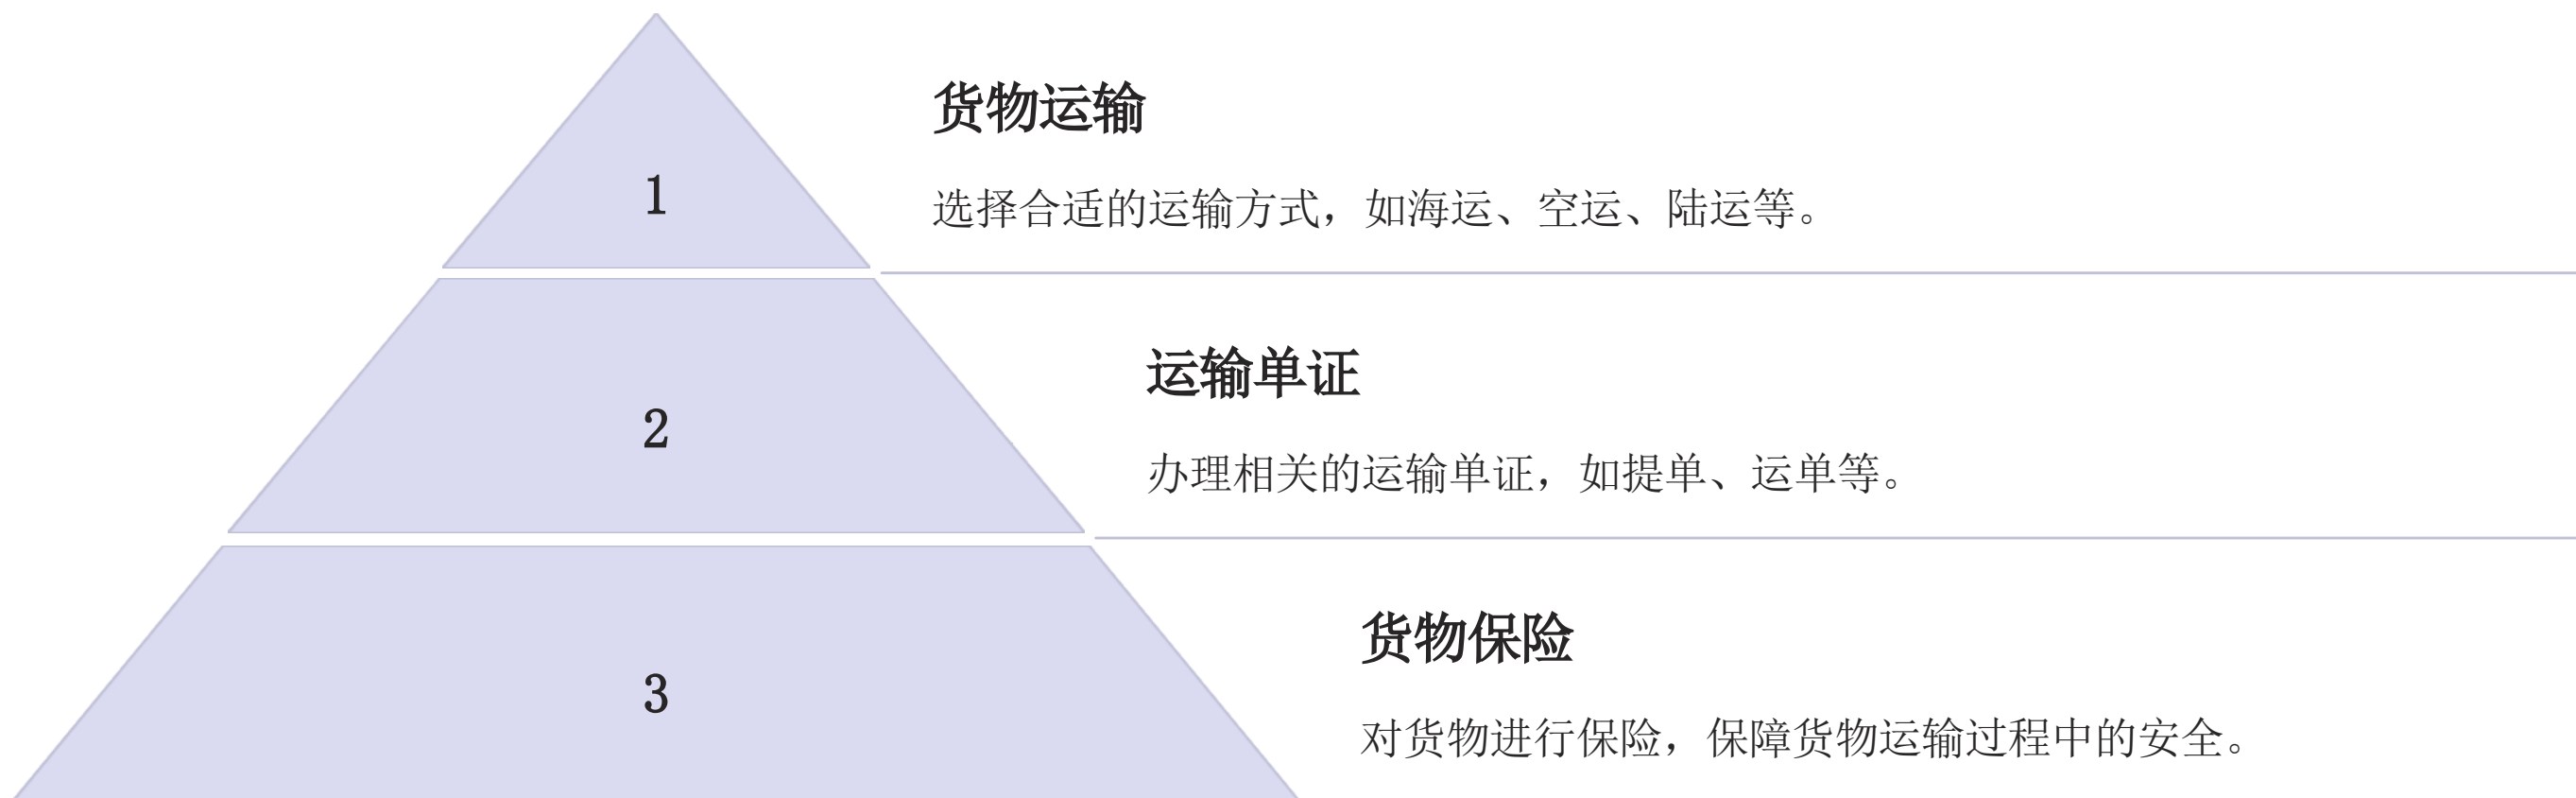 货物运输
1
选择合适的运输方式，如海运、空运、陆运等。
运输单证
2
办理相关的运输单证，如提单、运单等。
货物保险
3
对货物进行保险，保障货物运输过程中的安全。